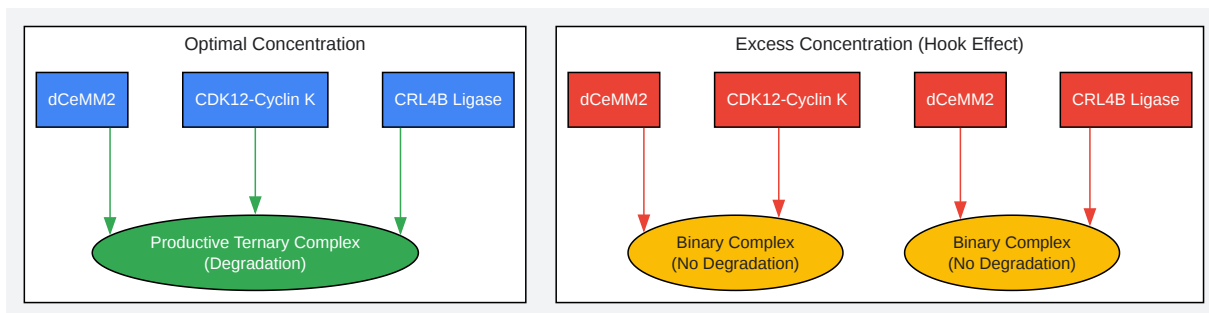 Optimal Concentration
dCeMM2
CDK12-Cyclin K
CRL4B Ligase
Productive Ternary Complex
(Degradation)
Excess Concentration (Hook Effect)
dCeMM2
CDK12-Cyclin K
dCeMM2
CRL4B Ligase
Binary Complex
(No Degradation)
Binary Complex
(No Degradation)